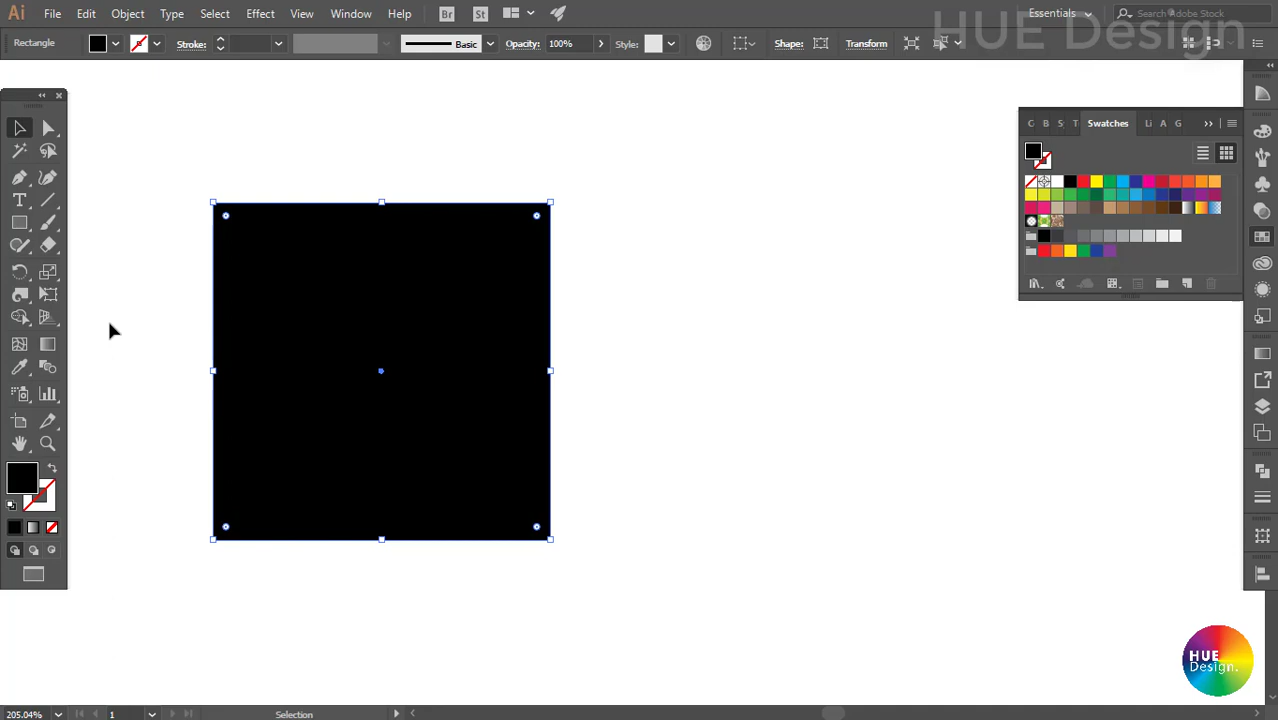 Ai File Edit Object Type Select Effect View Window Help Br St Essentials Search Adobe Stock
HUE Design
Rectangle Stroke: Basic Opacity: 100% Style: Shape: Transform
C B S T Swatches Li A G
HUE
Design.
205.04% 1 Selection